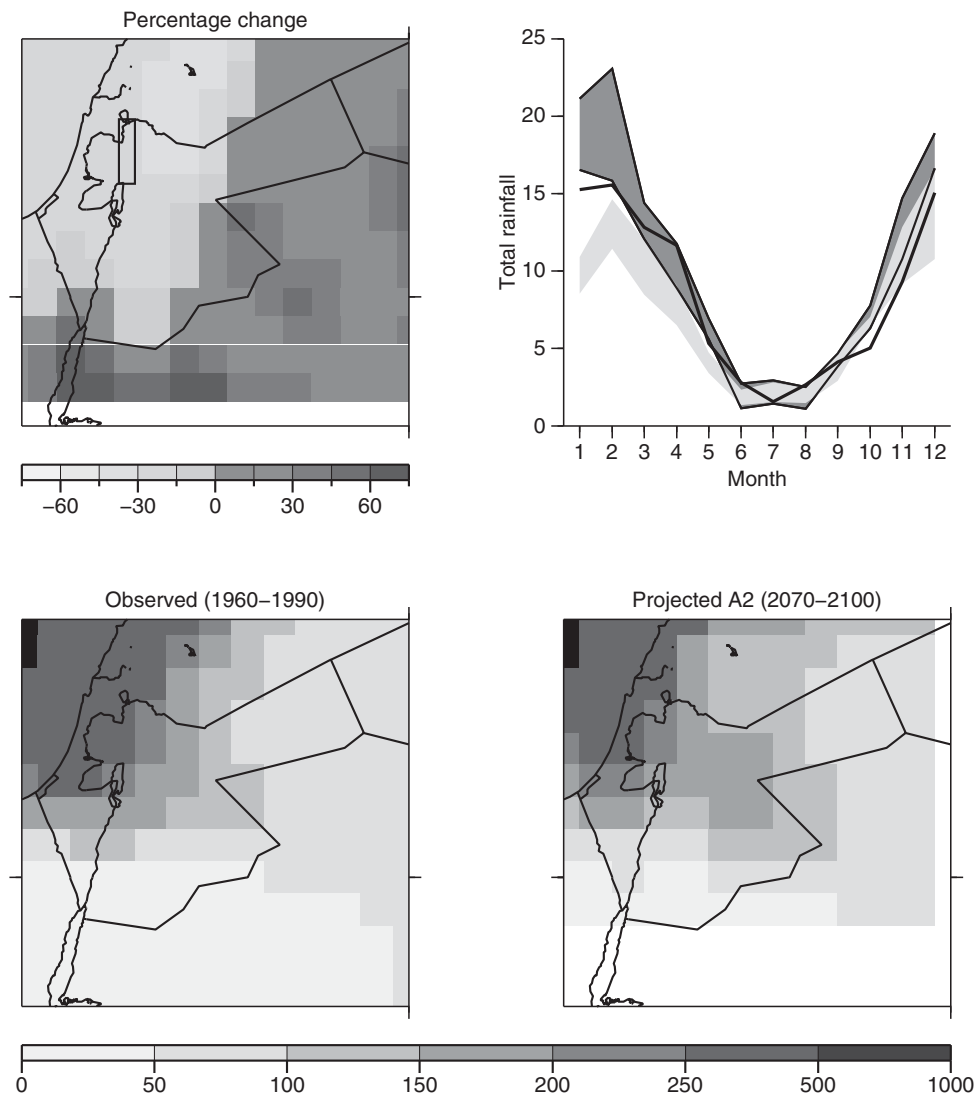 Percentage change
−60 −30 0 30 60
Total rainfall
25
20
15
10
5
0
1 2 3 4 5 6 7 8 9 10 11 12
Month
Observed (1960–1990)
Projected A2 (2070–2100)
0 50 100 150 200 250 500 1000